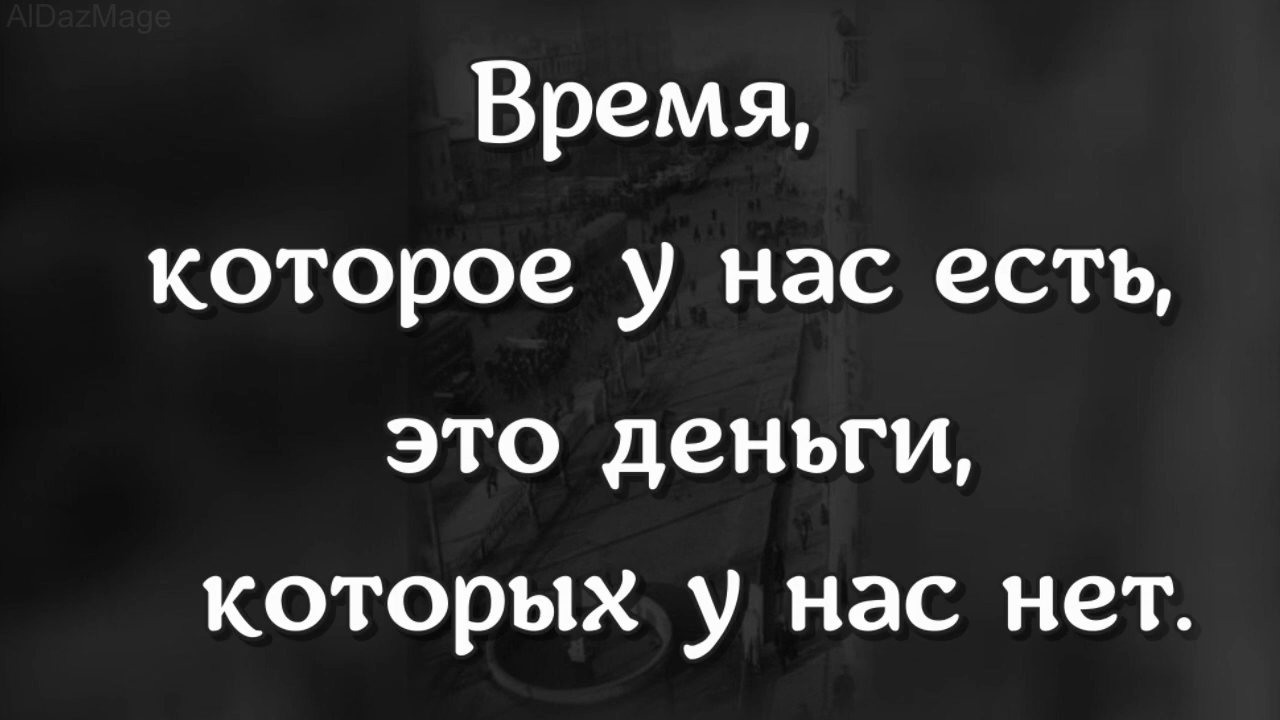 AlDazMage
Время,
которое у нас есть,
это деньги,
которых у нас нет.